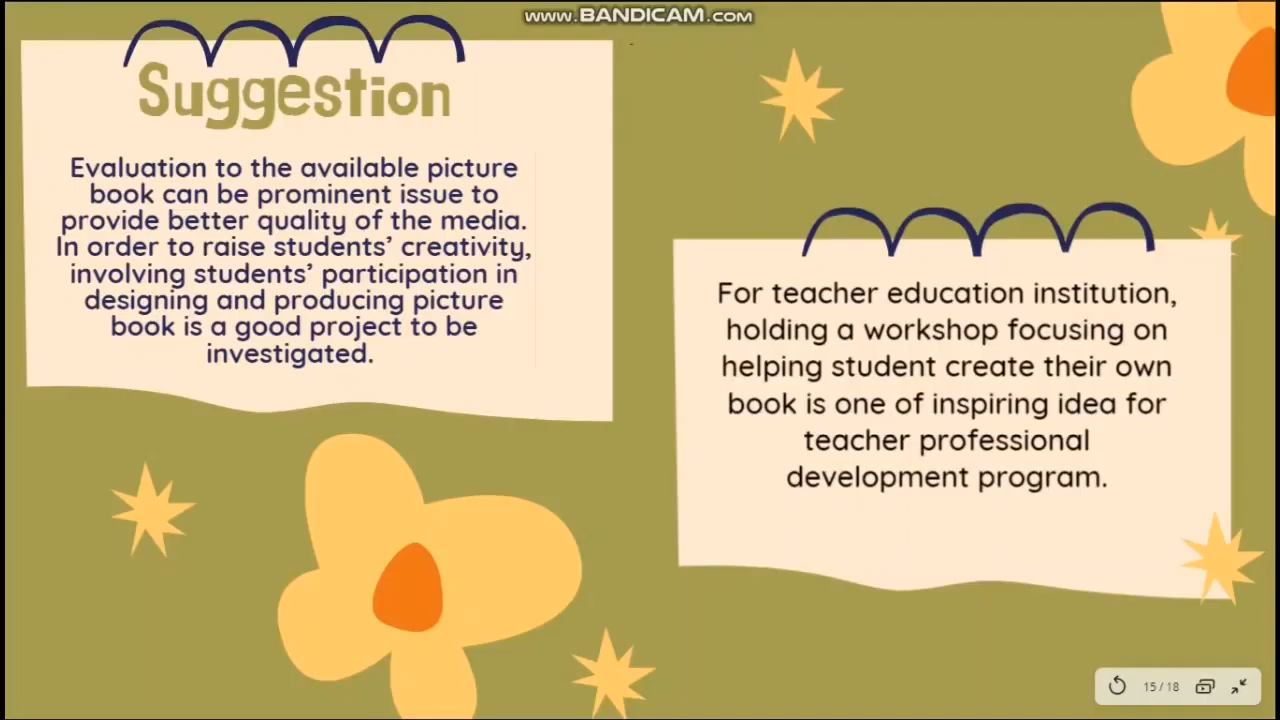 www.BANDICAM.com
Suggestion
Evaluation to the available picture
book can be prominent issue to
provide better quality of the media.
In order to raise students’ creativity,
involving students’ participation in
designing and producing picture
book is a good project to be
investigated.
For teacher education institution,
holding a workshop focusing on
helping student create their own
book is one of inspiring idea for
teacher professional
development program.
15 / 18